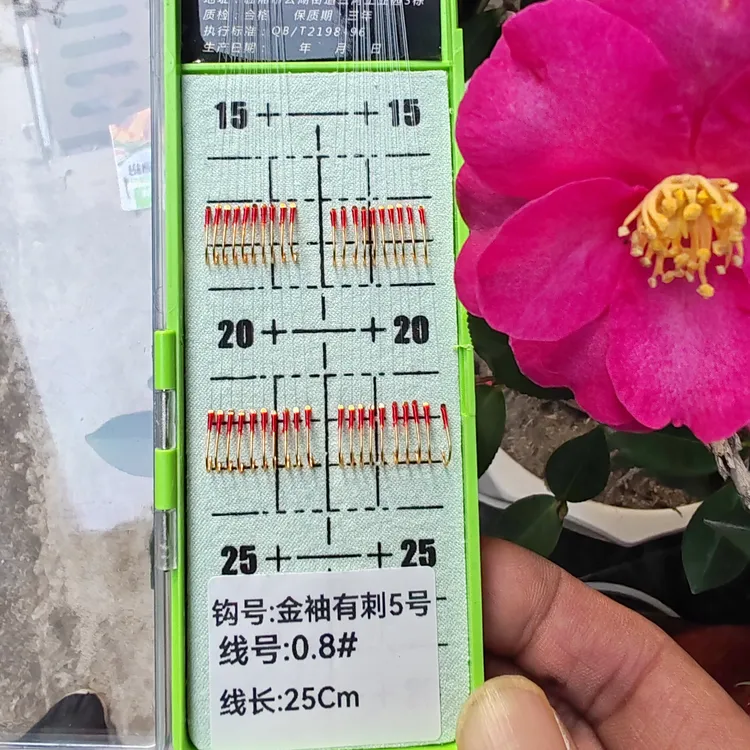 质检：合格 保质期 三年
执行标准：QB/T2198-96
生产日期： 年 月 日
15 15
20 20
25 25
钩号:金袖有刺5号
线号:0.8#
线长:25Cm